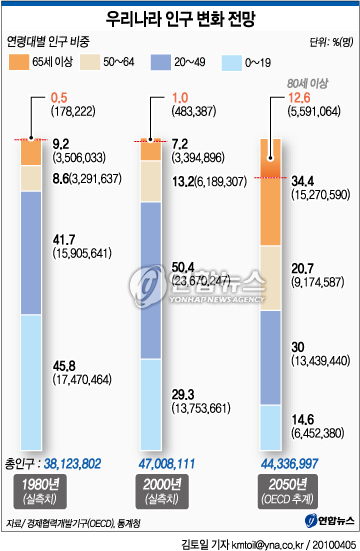 우리나라 인구 변화 전망
연령대별 인구 비중
단위: %(명)
65세 이상
50~64
20~49
0~19
80세 이상
0.5
(178,222)
1.0
(483,387)
12.6
(5,591,064)
9.2
(3,506,033)
8.6(3,291,637)
41.7
(15,905,641)
45.8
(17,470,464)
7.2
(3,394,896)
13.2(6,189,307)
50.4
(23,670,247)
29.3
(13,753,661)
34.4
(15,270,590)
20.7
(9,174,587)
30
(13,439,440)
14.6
(6,452,380)
연합뉴스
YONHAP NEWS AGENCY
총인구 : 38,123,802
47,008,111
44,336,997
1980년
(실측치)
2000년
(실측치)
2050년
(OECD 추계)
자료/ 경제협력개발기구(OECD), 통계청
연합뉴스
김토일 기자 kmtoil@yna.co.kr / 20100405